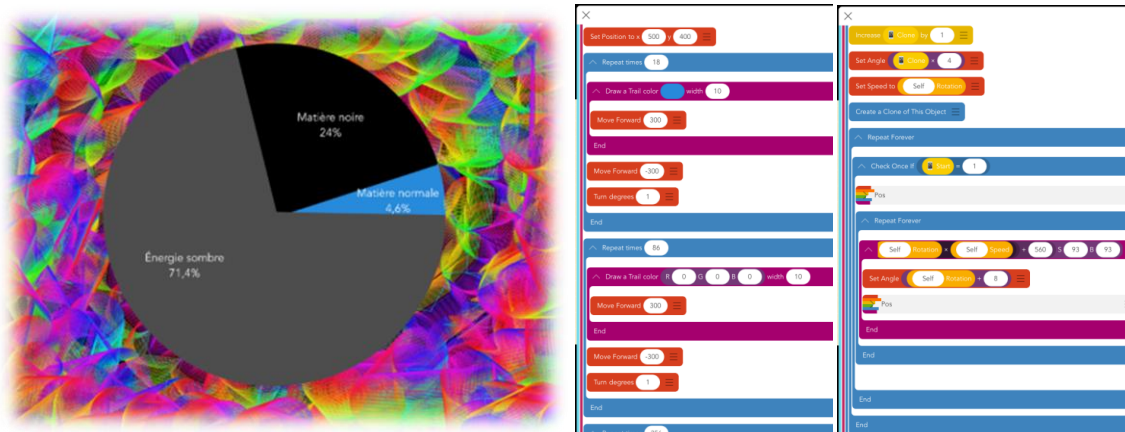 Matière noire
24%
Matière normale
4,6%
Énergie sombre
71,4%
Set Position to x 500 y 400
Repeat times 18
Draw a Trail color width 10
Move Forward 300
End
Move Forward -300
Turn degrees 1
End
Repeat times 86
Draw a Trail color R 0 G 0 B 0 width 10
Move Forward 300
End
Move Forward -300
Turn degrees 1
End
Increase Clone by 1
Set Angle Clone × 4
Set Speed to Self Rotation
Create a Clone of This Object
Repeat Forever
Check Once If Start = 1
Pos
Repeat Forever
Self Rotation × Self Speed ÷ 560 S 93 B 93
Set Angle Self Rotation + 8
Pos
End
End
End
End